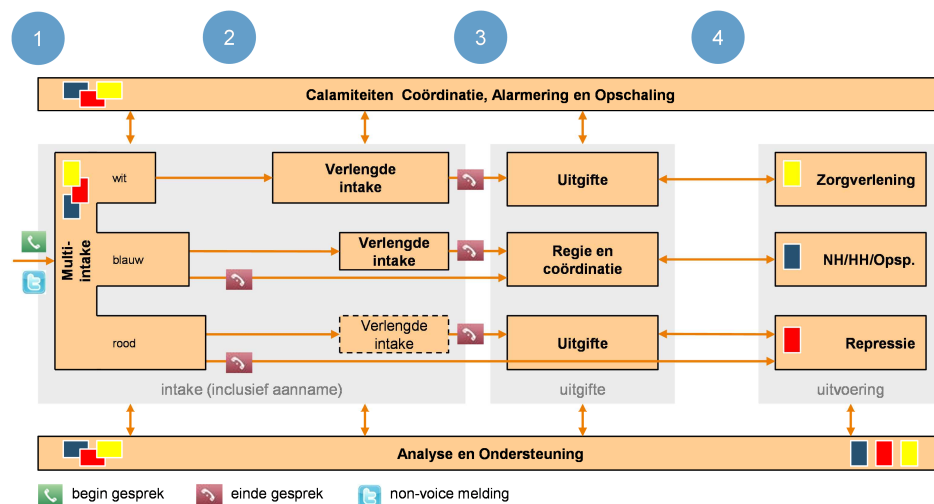 1
2
3
4
Calamiteiten Coördinatie, Alarmering en Opschaling
Multi-
intake
wit
blauw
rood
Verlengde
intake
Verlengde
intake
Verlengde
intake
Uitgifte
Regie en
coördinatie
Uitgifte
Zorgverlening
NH/HH/Opsp.
Repressie
intake (inclusief aanname)
uitgifte
uitvoering
Analyse en Ondersteuning
begin gesprek
einde gesprek
non-voice melding